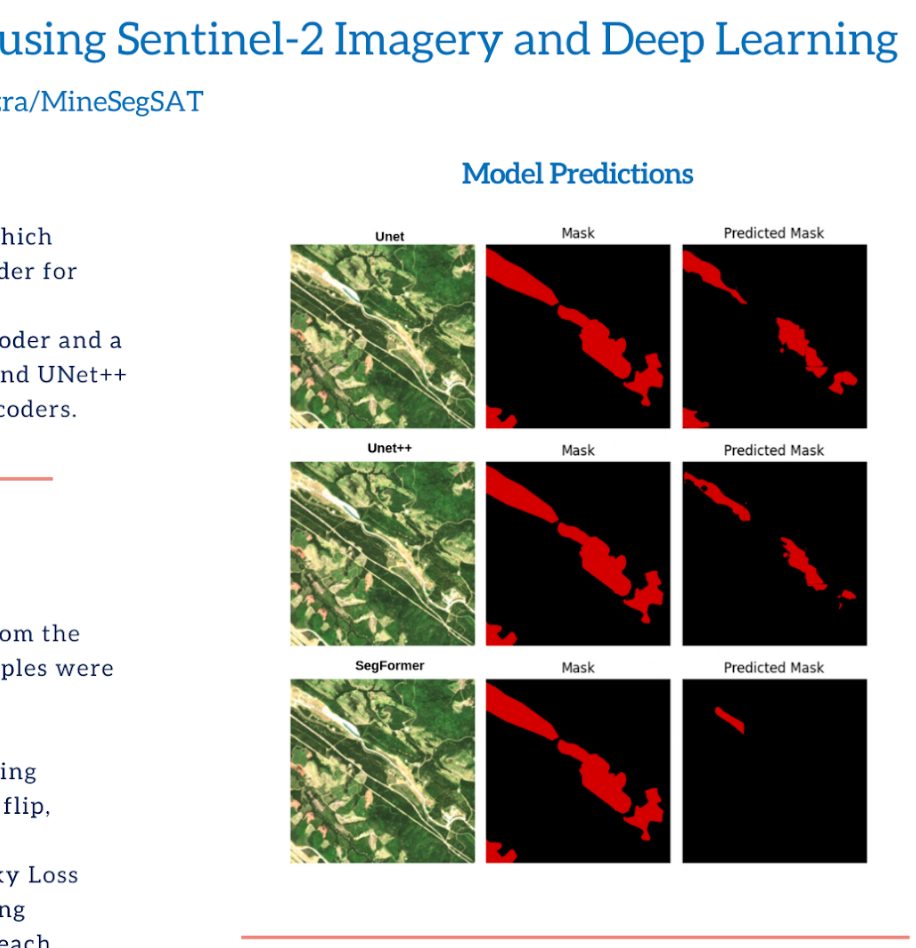 using Sentinel-2 Imagery and Deep Learning
ra/MineSegSAT
hich
der for
oder and a
nd UNet++
coders.
om the
ples were
ing
flip,
y Loss
ng
each
Model Predictions
Unet
Mask
Predicted Mask
Unet++
Mask
Predicted Mask
SegFormer
Mask
Predicted Mask